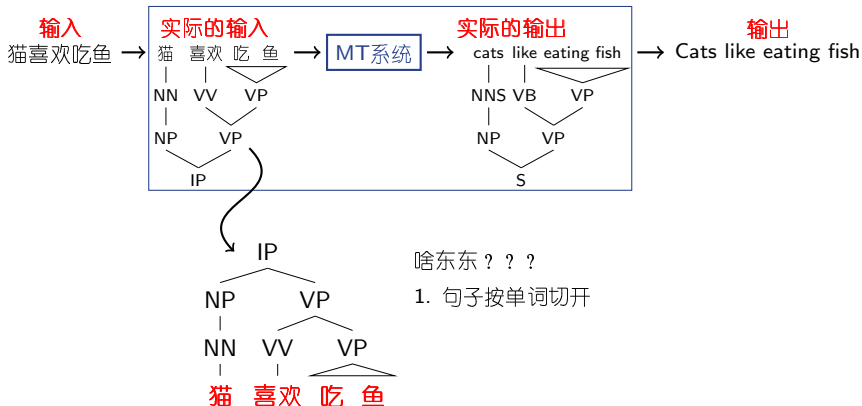 输入 实际的输入 实际的输出 输出
猫喜欢吃鱼 猫 喜欢 吃 鱼 MT系统 cats like eating fish Cats like eating fish
NN VV VP NNS VB VP
NP VP NP VP
IP S
IP
啥东东？？？
NP VP
1. 句子按单词切开
NN VV VP
猫 喜欢 吃 鱼